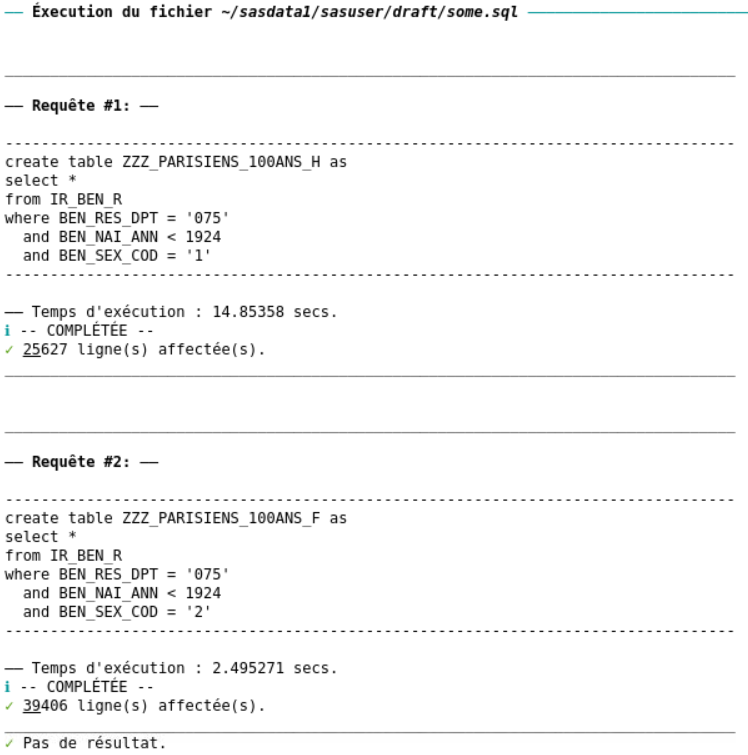 ── Éxecution du fichier ~/sasdata1/sasuser/draft/some.sql ──
── Requête #1: ──
create table ZZZ_PARISIENS_100ANS_H as
select *
from IR_BEN_R
where BEN_RES_DPT = '075'
  and BEN_NAI_ANN < 1924
  and BEN_SEX_COD = '1'
── Temps d'exécution : 14.85358 secs.
ℹ -- COMPLÉTÉE --
✓ 25627 ligne(s) affectée(s).
── Requête #2: ──
create table ZZZ_PARISIENS_100ANS_F as
select *
from IR_BEN_R
where BEN_RES_DPT = '075'
  and BEN_NAI_ANN < 1924
  and BEN_SEX_COD = '2'
── Temps d'exécution : 2.495271 secs.
ℹ -- COMPLÉTÉE --
✓ 39406 ligne(s) affectée(s).
✓ Pas de résultat.